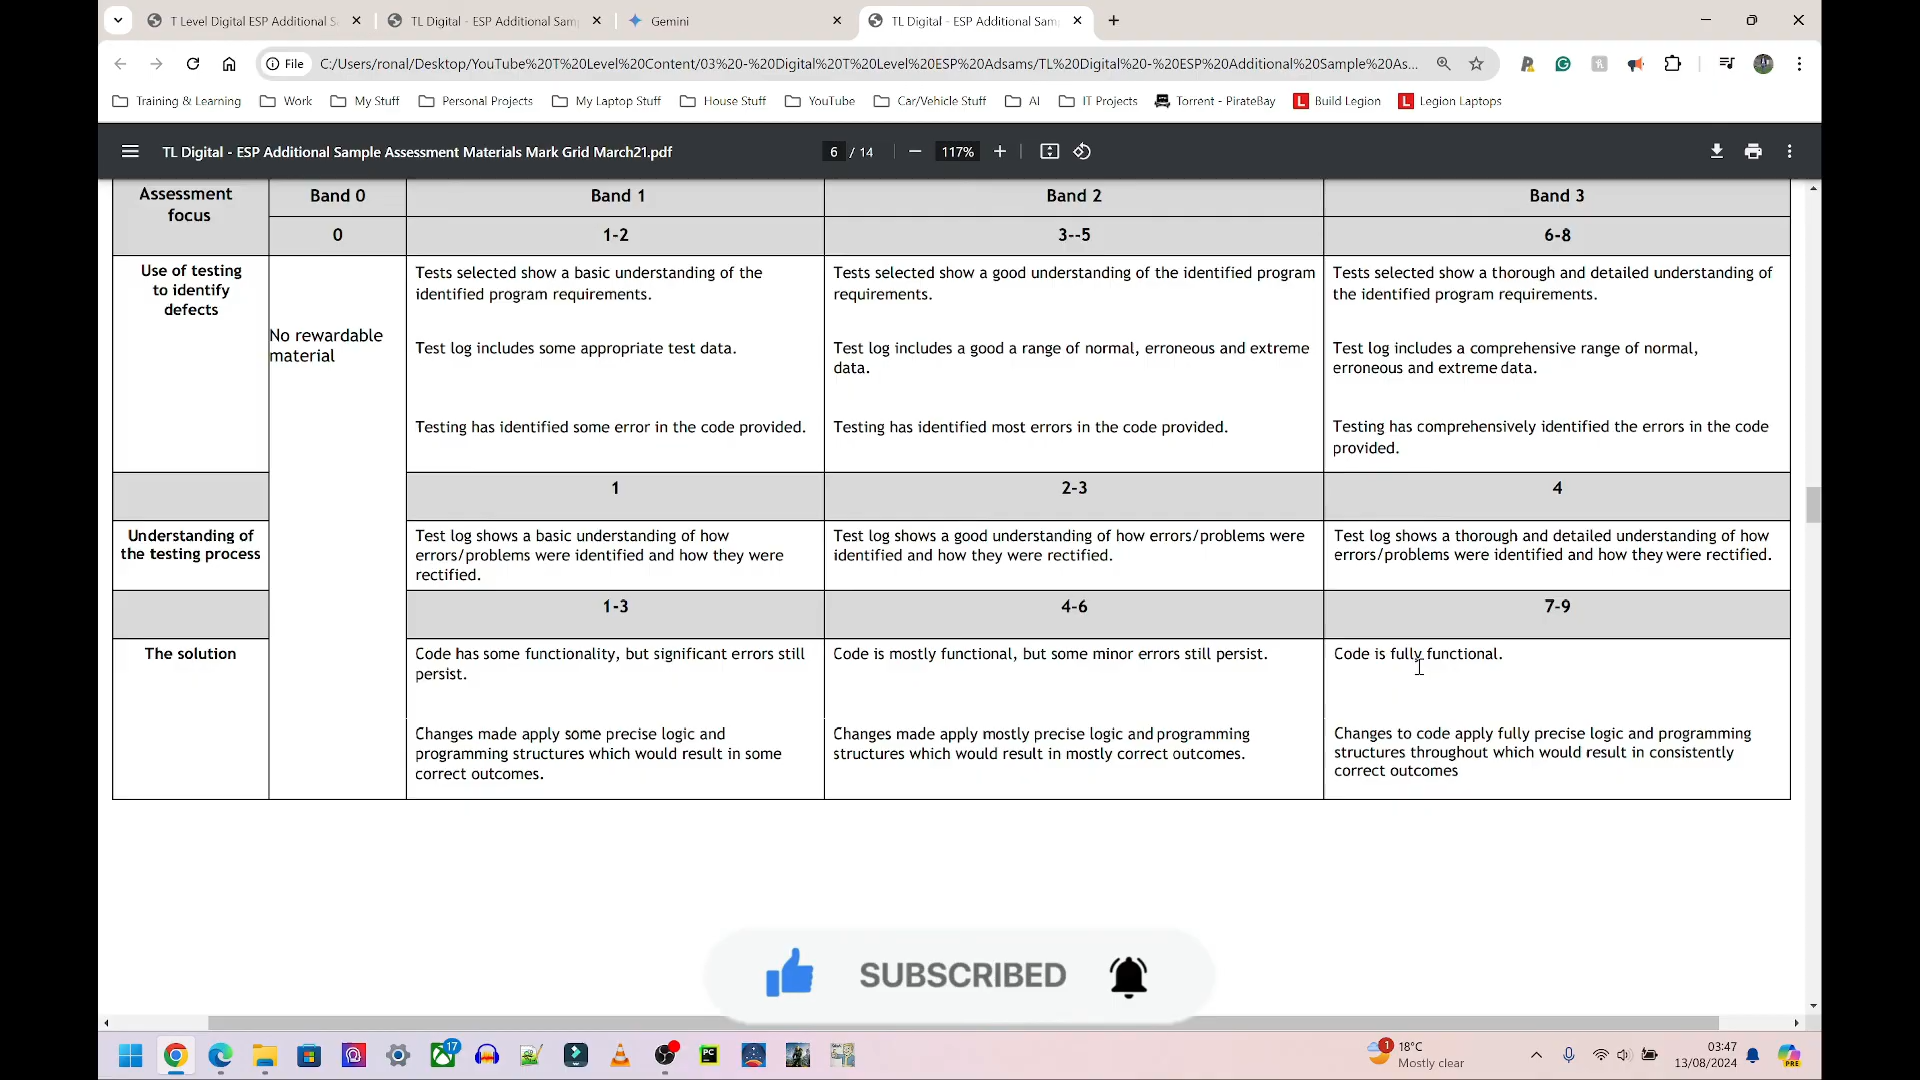 T Level Digital ESP Additional S
TL Digital - ESP Additional Sam
Gemini
TL Digital - ESP Additional Sam
File
C:/Users/ronal/Desktop/YouTube%20T%20Level%20Content/03%20-%20Digital%20T%20Level%20ESP%20Adsams/TL%20Digital%20-%20ESP%20Additional%20Sample%20As...
Training & Learning
Work
My Stuff
Personal Projects
My Laptop Stuff
House Stuff
YouTube
Car/Vehicle Stuff
AI
IT Projects
Torrent - PirateBay
L Build Legion
L Legion Laptops
TL Digital - ESP Additional Sample Assessment Materials Mark Grid March21.pdf
6 / 14
117%
Assessment
focus
Band 0
Band 1
Band 2
Band 3
0
1-2
3--5
6-8
Use of testing
to identify
defects
No rewardable
material
Tests selected show a basic understanding of the
identified program requirements.
Test log includes some appropriate test data.
Testing has identified some error in the code provided.
Tests selected show a good understanding of the identified program
requirements.
Test log includes a good a range of normal, erroneous and extreme
data.
Testing has identified most errors in the code provided.
Tests selected show a thorough and detailed understanding of
the identified program requirements.
Test log includes a comprehensive range of normal,
erroneous and extreme data.
Testing has comprehensively identified the errors in the code
provided.
1
2-3
4
Understanding of
the testing process
Test log shows a basic understanding of how
errors/problems were identified and how they were
rectified.
Test log shows a good understanding of how errors/problems were
identified and how they were rectified.
Test log shows a thorough and detailed understanding of how
errors/problems were identified and how they were rectified.
1-3
4-6
7-9
The solution
Code has some functionality, but significant errors still
persist.
Changes made apply some precise logic and
programming structures which would result in some
correct outcomes.
Code is mostly functional, but some minor errors still persist.
Changes made apply mostly precise logic and programming
structures which would result in mostly correct outcomes.
Code is fully functional.
Changes to code apply fully precise logic and programming
structures throughout which would result in consistently
correct outcomes
SUBSCRIBED
17
PC
1
18°C
Mostly clear
03:47
13/08/2024
PRE